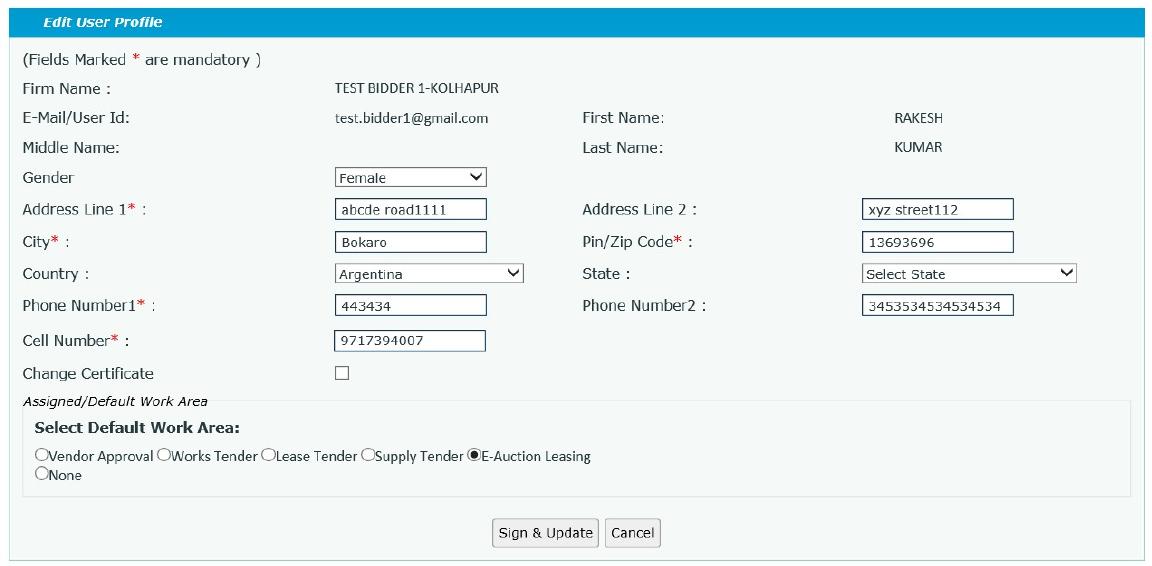 Edit User Profile
(Fields Marked * are mandatory )
Firm Name : TEST BIDDER 1-KOLHAPUR
E-Mail/User Id: test.bidder1@gmail.com First Name: RAKESH
Middle Name: Last Name: KUMAR
Gender Female
Address Line 1* : abcde road1111 Address Line 2 : xyz street112
City* : Bokaro Pin/Zip Code* : 13693696
Country : Argentina State : Select State
Phone Number1* : 443434 Phone Number2 : 3453534534534534
Cell Number* : 9717394007
Change Certificate
Assigned/Default Work Area
Select Default Work Area:
Vendor Approval Works Tender Lease Tender Supply Tender E-Auction Leasing
None
Sign & Update Cancel